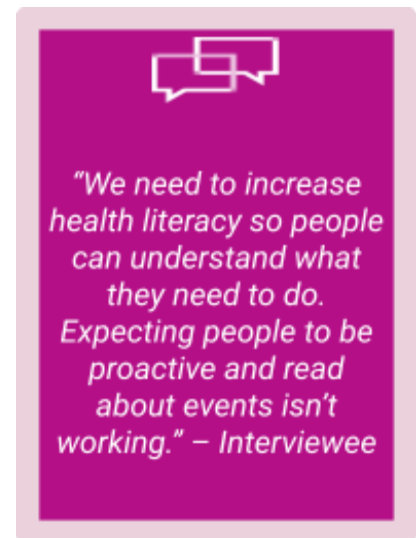 “We need to increase
health literacy so people
can understand what
they need to do.
Expecting people to be
proactive and read
about events isn’t
working.” – Interviewee